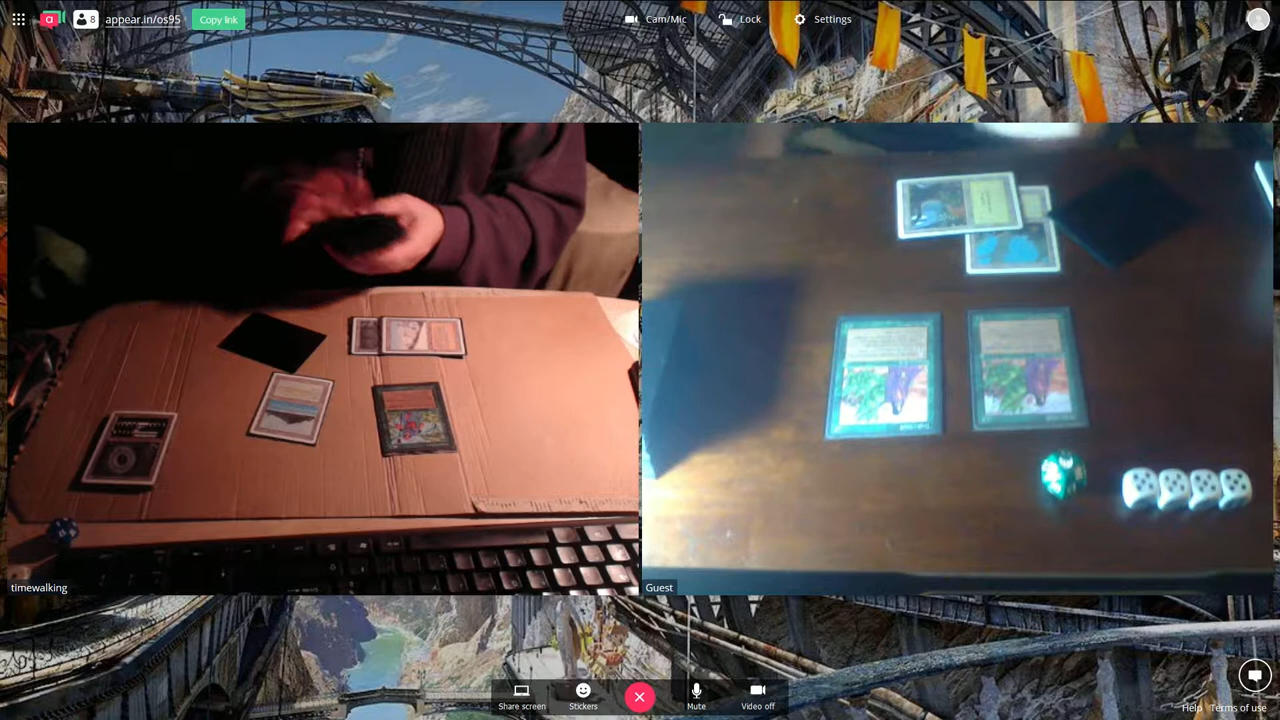 8 appear.in/os95 Copy link Cam/Mic Lock Settings
timewalking Guest
Share screen Stickers Mute Video off Help Terms of use